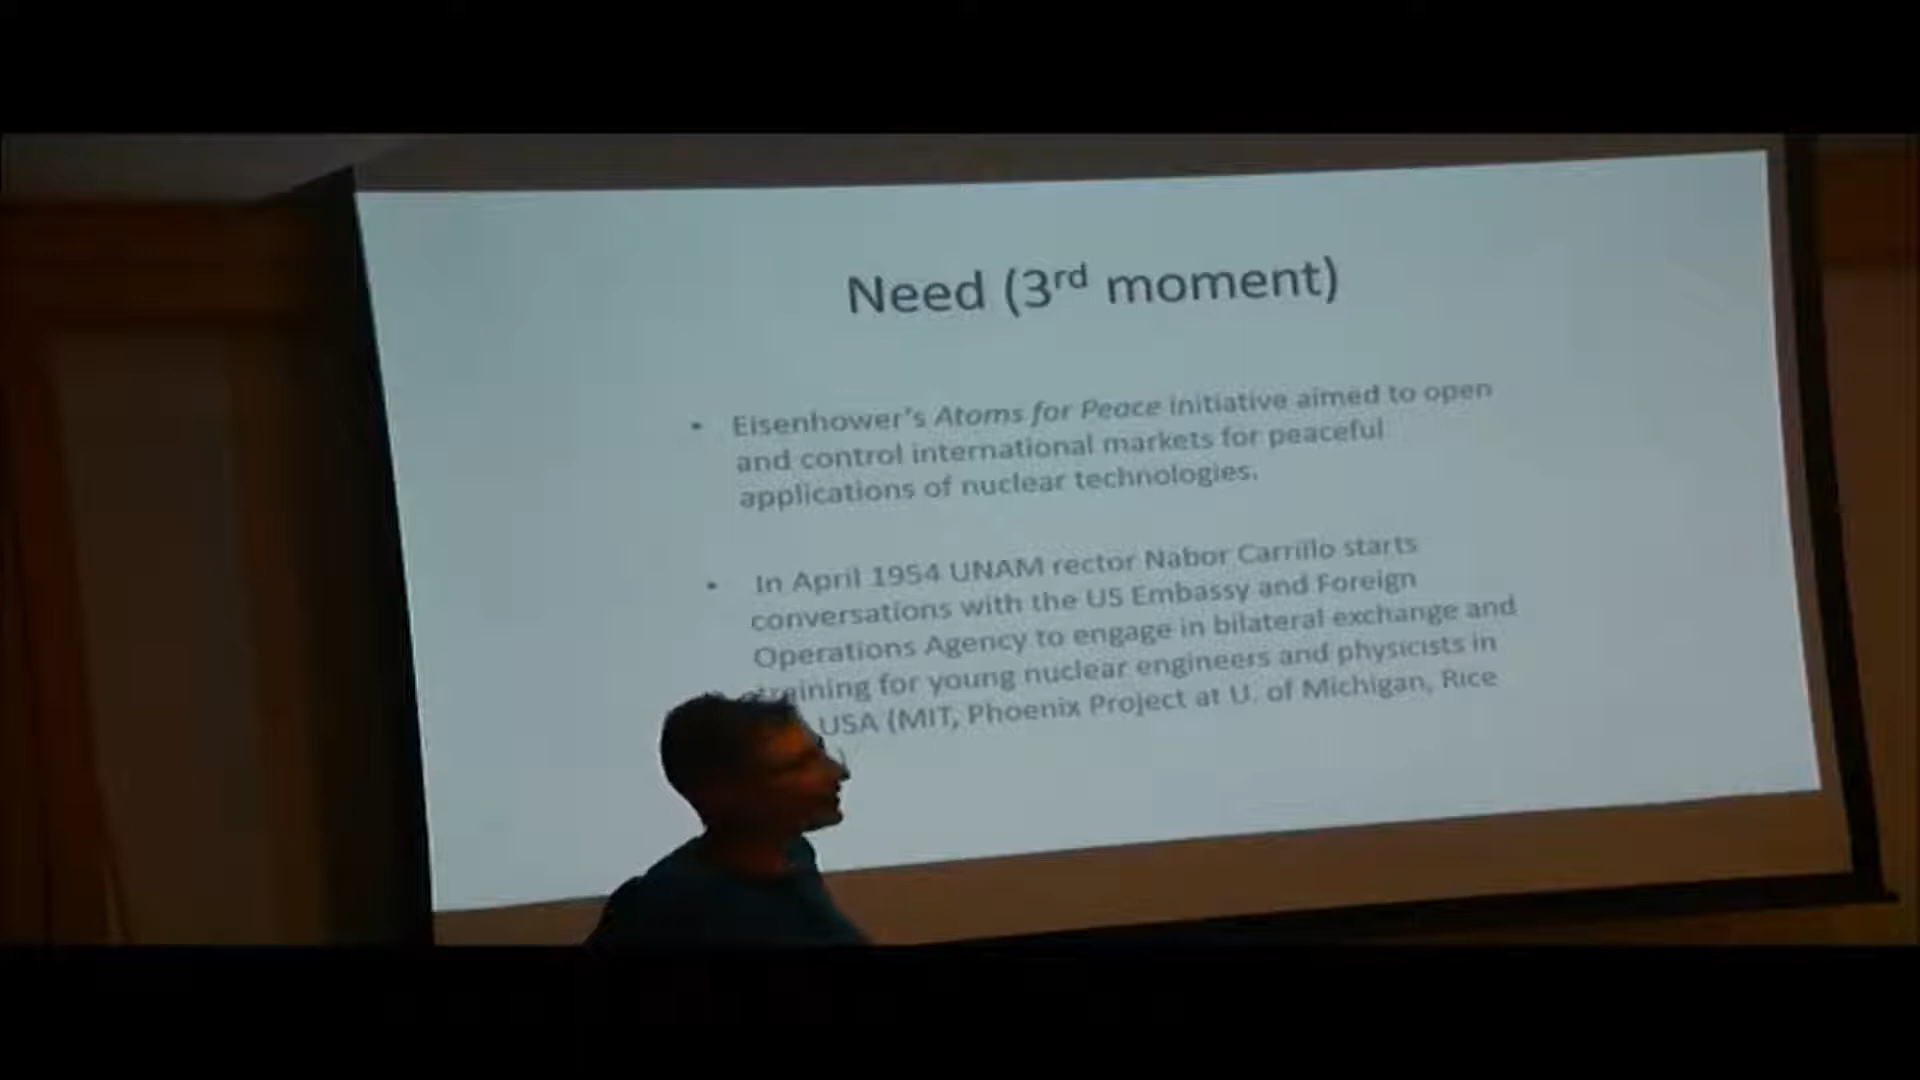 Need (3rd moment)
• Eisenhower's Atoms for Peace initiative aimed to open
and control international markets for peaceful
applications of nuclear technologies.
• In April 1954 UNAM rector Nabor Carrillo starts
conversations with the US Embassy and Foreign
Operations Agency to engage in bilateral exchange and
training for young nuclear engineers and physicists in
USA (MIT, Phoenix Project at U. of Michigan, Rice
)